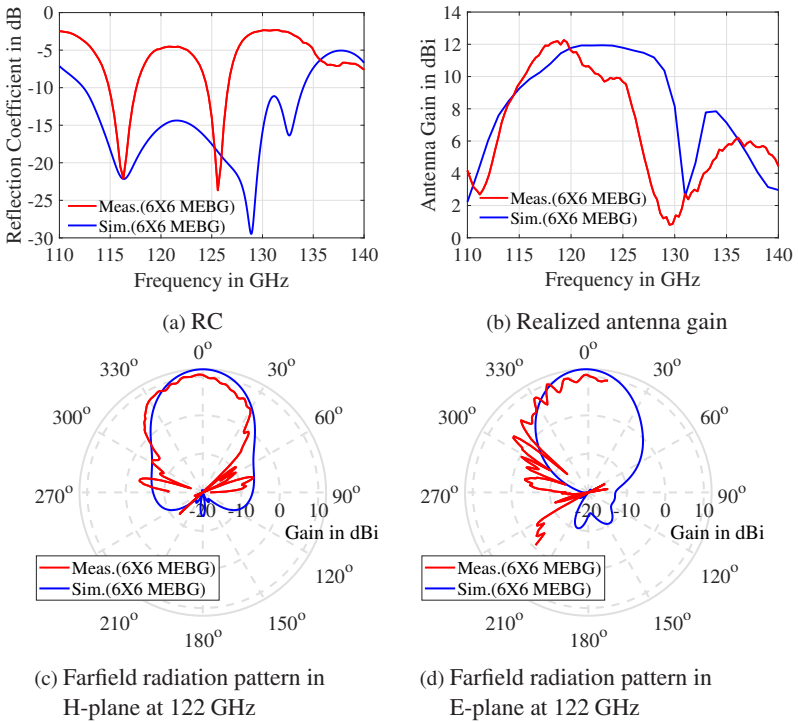 0
-5
-10
-15
-20
-25
-30
Reflection Coefficient in dB
Meas.(6X6 MEBG)
Sim.(6X6 MEBG)
110 115 120 125 130 135 140
Frequency in GHz
(a) RC
14
12
10
8
6
4
2
0
Antenna Gain in dBi
Meas.(6X6 MEBG)
Sim.(6X6 MEBG)
110 115 120 125 130 135 140
Frequency in GHz
(b) Realized antenna gain
0°
330° 30°
300° 60°
270° 90°
-20 -10 0 10
Gain in dBi
Meas.(6X6 MEBG)
Sim.(6X6 MEBG)
120°
210° 150°
180°
(c) Farfield radiation pattern in
H-plane at 122 GHz
0°
330° 30°
300° 60°
270° 90°
-20 -10 0 10
Gain in dBi
Meas.(6X6 MEBG)
Sim.(6X6 MEBG)
120°
210° 150°
180°
(d) Farfield radiation pattern in
E-plane at 122 GHz